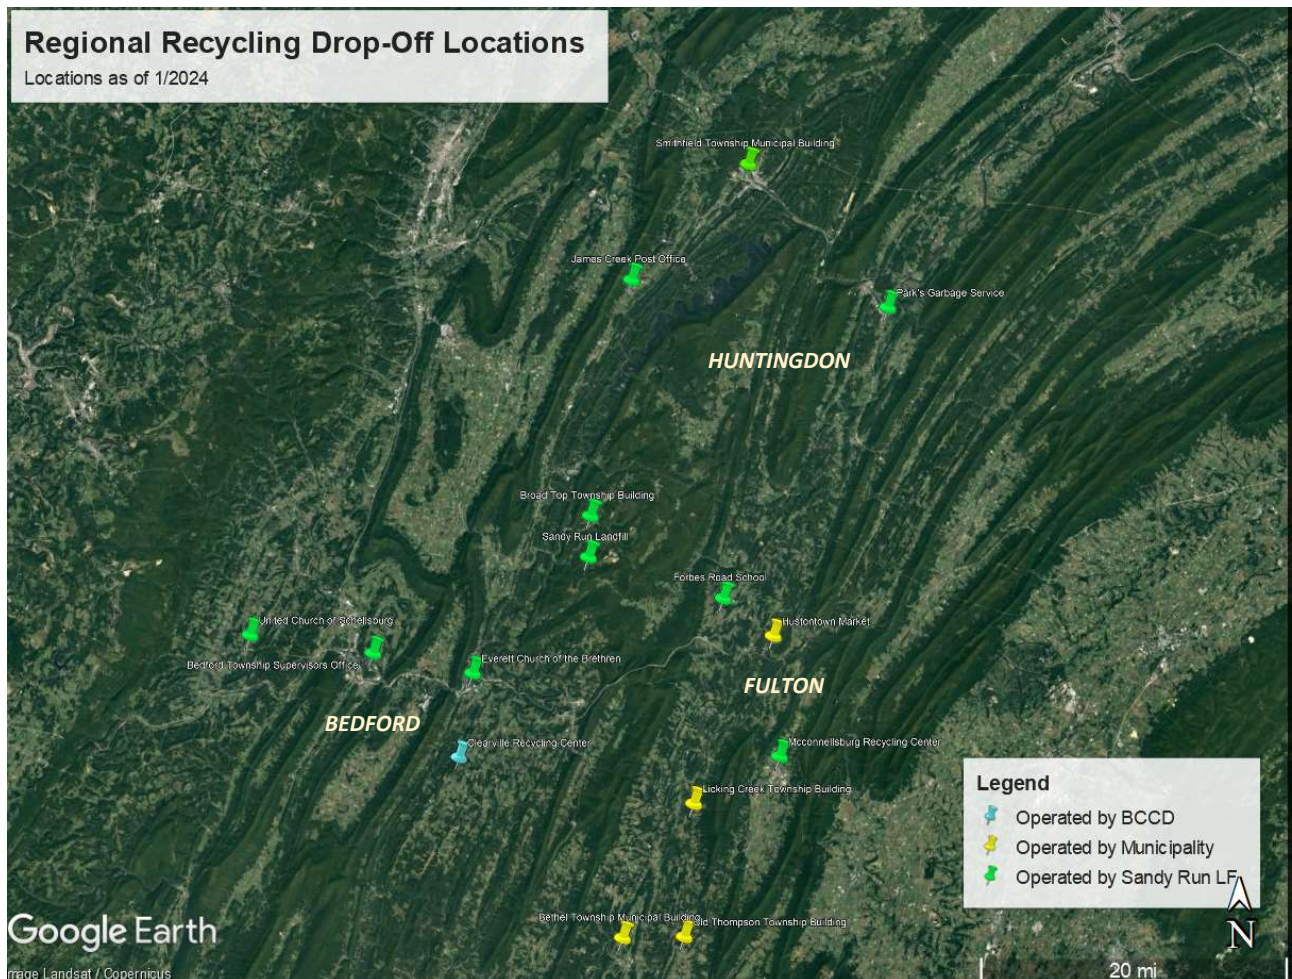 Regional Recycling Drop-Off Locations
Locations as of 1/2024
Smithfield Township Municipal Building
James Creek Post Office
Park's Garbage Service
HUNTINGDON
Broad Top Township Building
Sandy Run Landfill
Forbes Road School
United Church of Schellsburg
Hustontown Market
Bedford Township Supervisors Office
Everett Church of the Brethren
FULTON
BEDFORD
Clearville Recycling Center
Mcconnellsburg Recycling Center
Licking Creek Township Building
Legend
Operated by BCCD
Operated by Municipality
Operated by Sandy Run LF
Bethel Township Municipal Building
Thompson Township Building
Google Earth
N
mage Landsat / Copernicus
20 mi